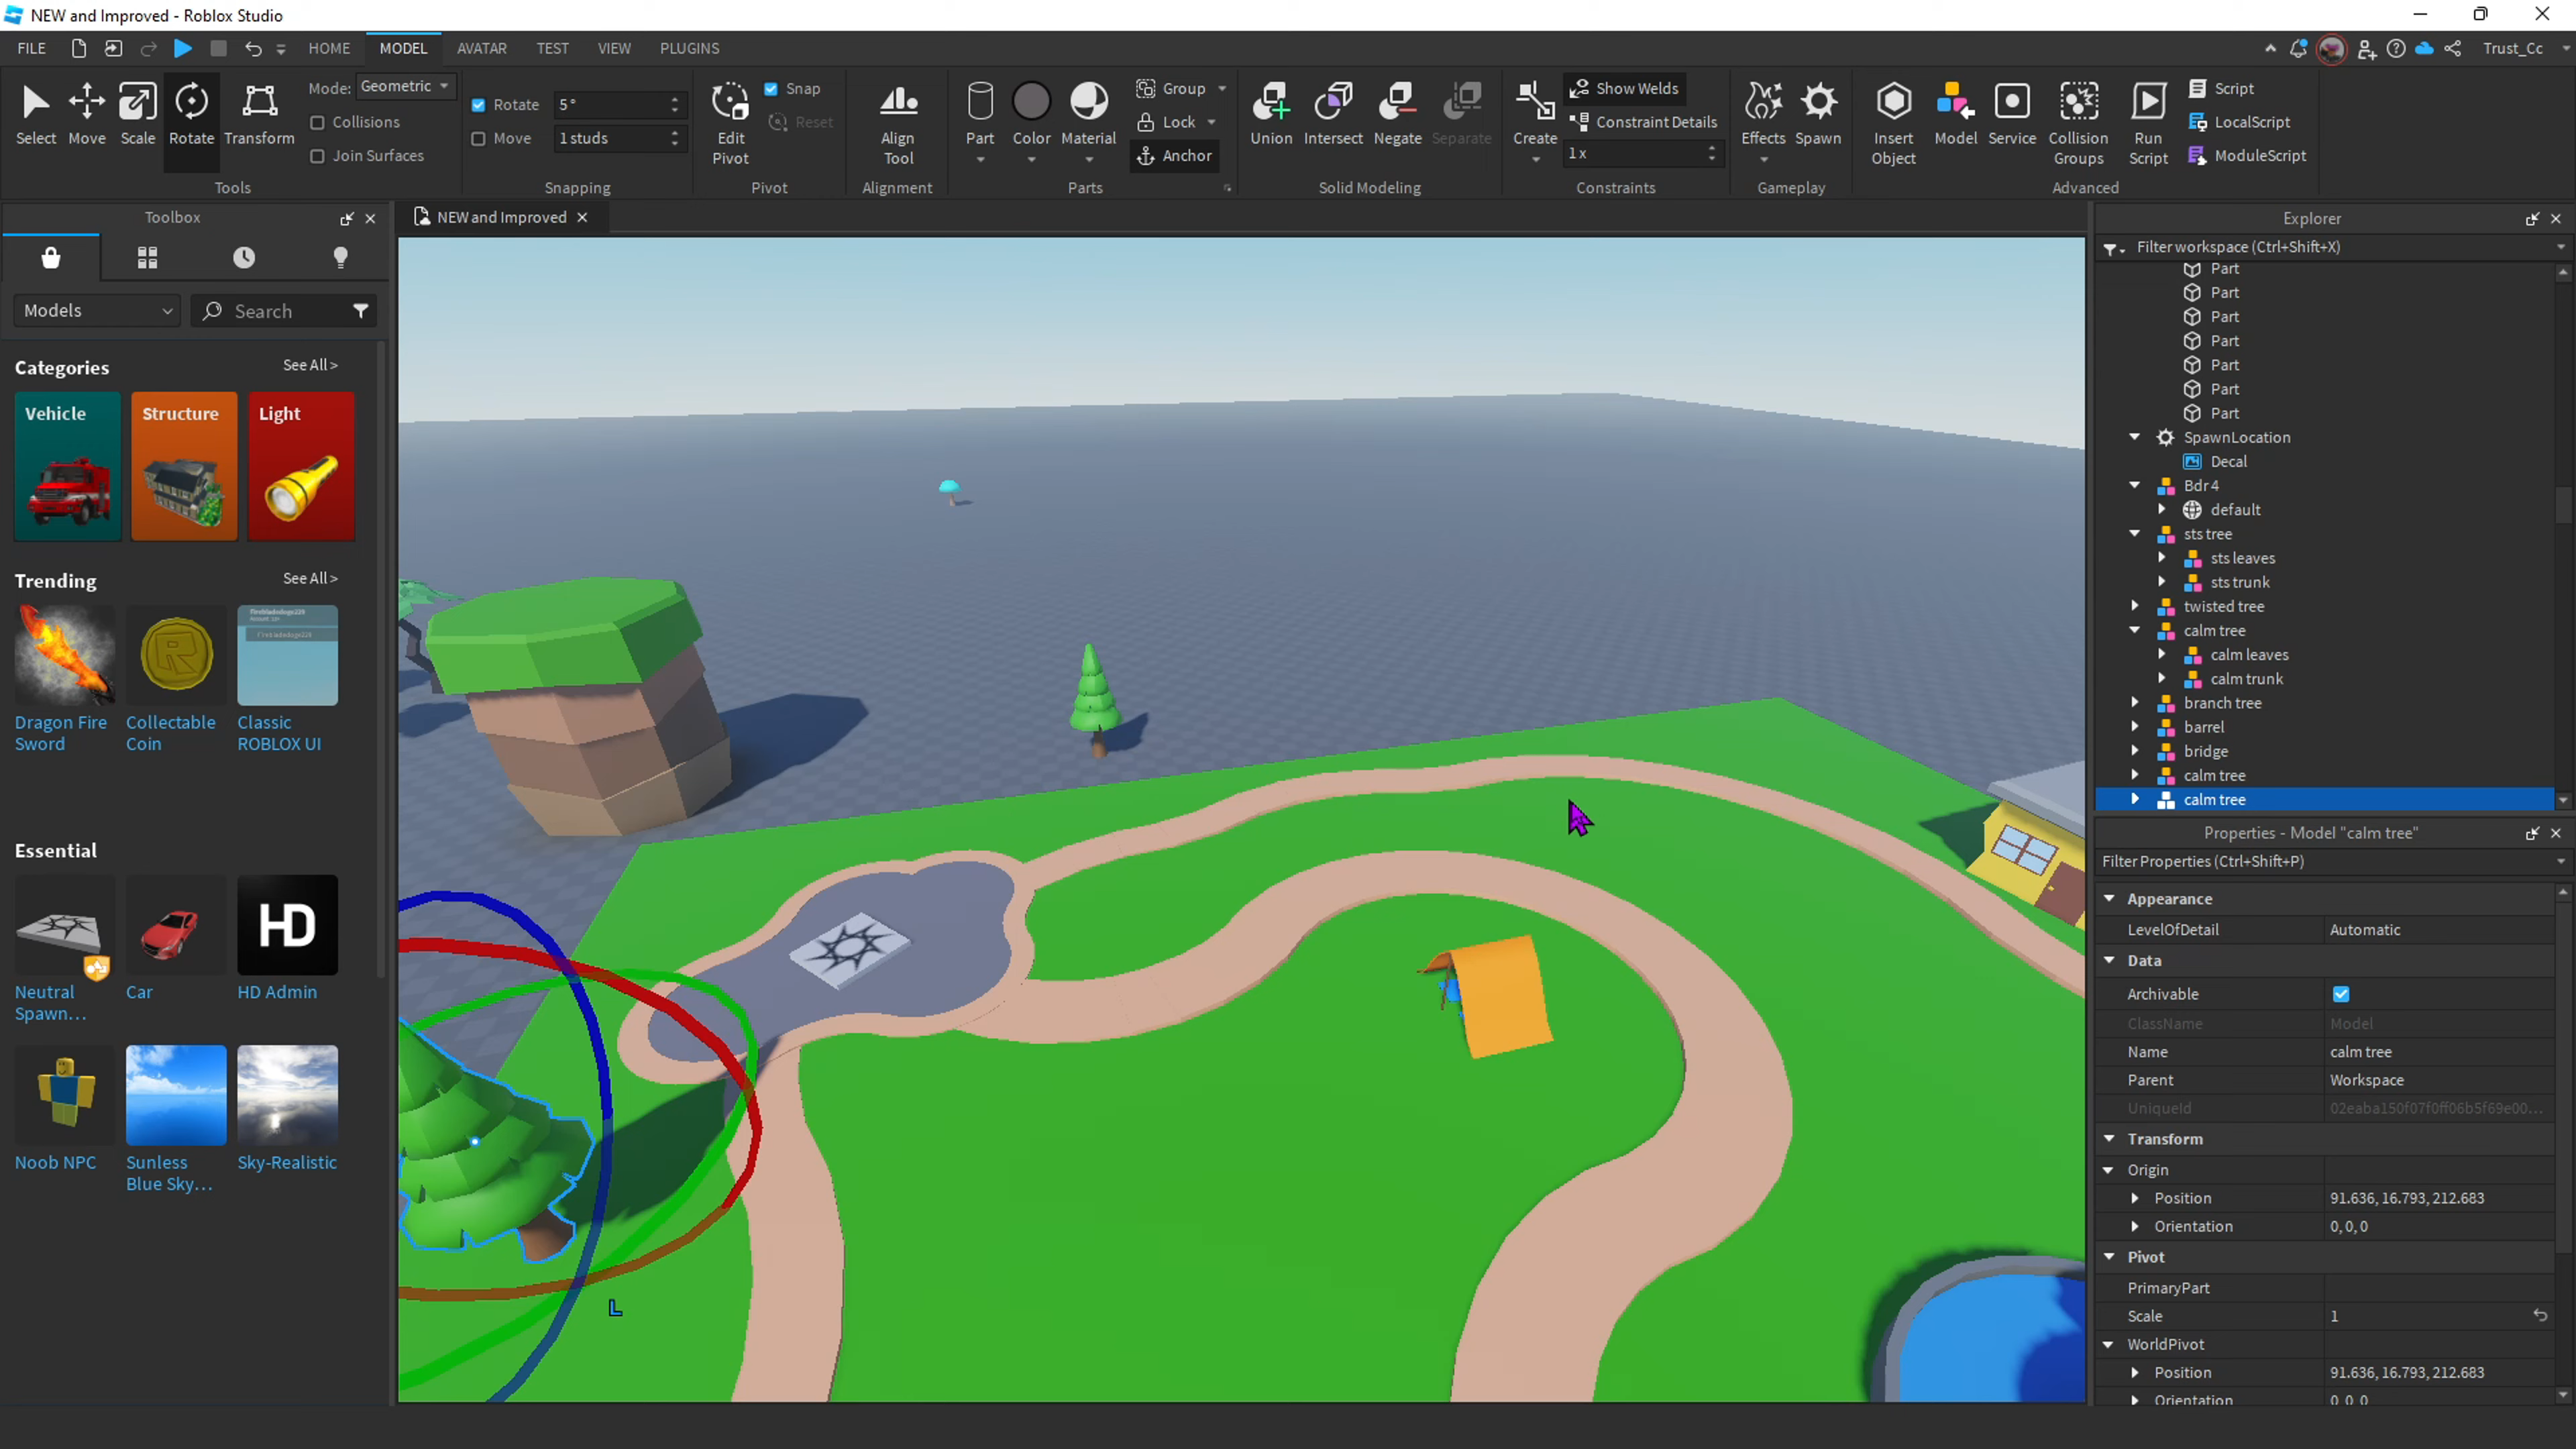 NEW and Improved - Roblox Studio
FILE HOME MODEL AVATAR TEST VIEW PLUGINS Trust_Cc
Select Move Scale Rotate Transform
Mode: Geometric
Collisions
Join Surfaces
Tools
Rotate 5°
Move 1 studs
Snapping
Edit Pivot
Snap
Reset
Pivot
Align Tool
Alignment
Part Color Material
Group
Lock
Anchor
Parts
Union Intersect Negate Separate
Solid Modeling
Create
Show Welds
Constraint Details
1 x
Constraints
Effects Spawn
Gameplay
Insert Object
Model
Service
Collision Groups
Run Script
Script
LocalScript
ModuleScript
Advanced
Toolbox
Models
Search
Categories See All >
Vehicle Structure Light
Trending See All >
Dragon Fire Sword
Collectable Coin
Classic ROBLOX UI
Essential
HD
Neutral Spawn...
Car
HD Admin
Noob NPC
Sunless Blue Sky...
Sky-Realistic
NEW and Improved
L
Explorer
Filter workspace (Ctrl+Shift+X)
Part
Part
Part
Part
Part
Part
Part
SpawnLocation
Decal
Bdr4
default
sts tree
sts leaves
sts trunk
twisted tree
calm tree
calm leaves
calm trunk
branch tree
barrel
bridge
calm tree
calm tree
Properties - Model "calm tree"
Filter Properties (Ctrl+Shift+P)
Appearance
LevelOfDetail Automatic
Data
Archivable
ClassName Model
Name calm tree
Parent Workspace
UniqueId 02eaba150f07f0ff06b5f69e00...
Transform
Origin
Position 91.636, 16.793, 212.683
Orientation 0, 0, 0
Pivot
PrimaryPart
Scale 1
WorldPivot
Position 91.636, 16.793, 212.683
Orientation 0, 0, 0